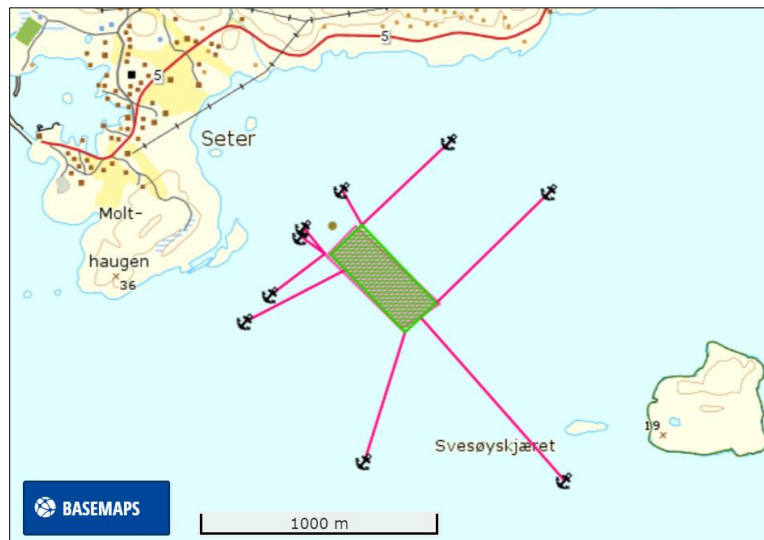 5
5
Seter
Molt-
haugen
36
19
Svesøyskjæret
BASEMAPS
1000 m